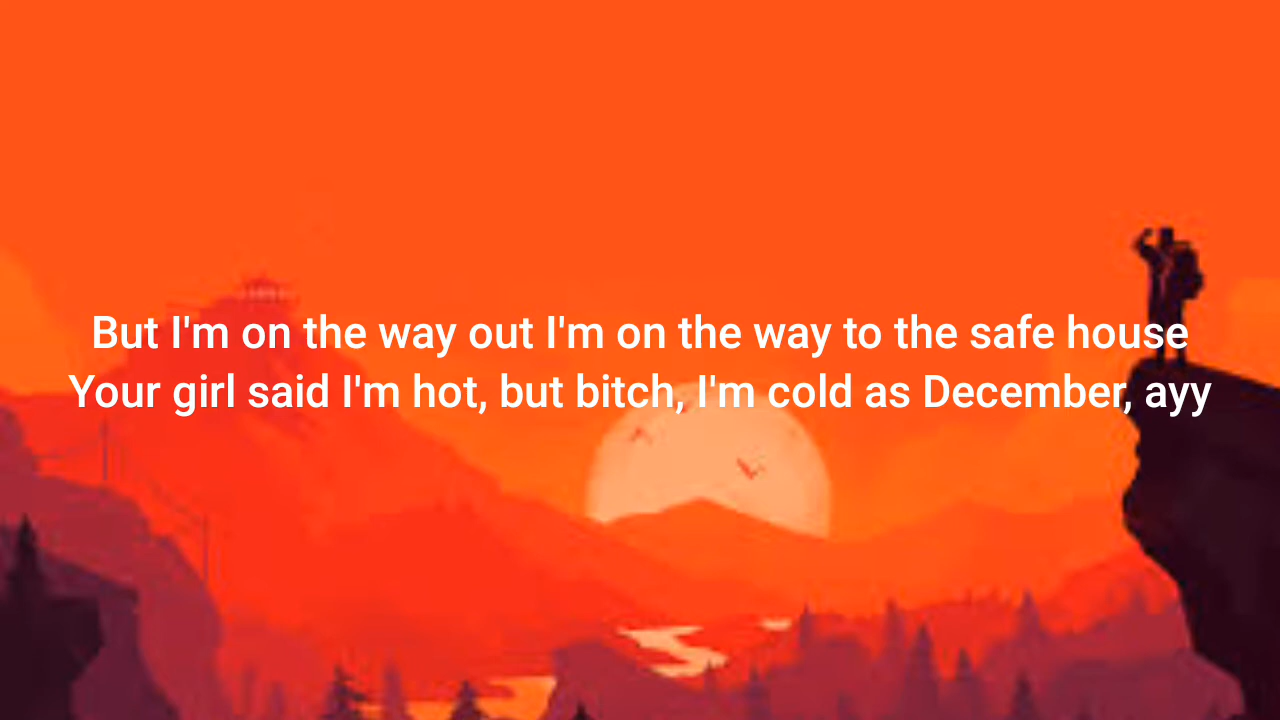 But I'm on the way out I'm on the way to the safe house
Your girl said I'm hot, but bitch, I'm cold as December, ayy